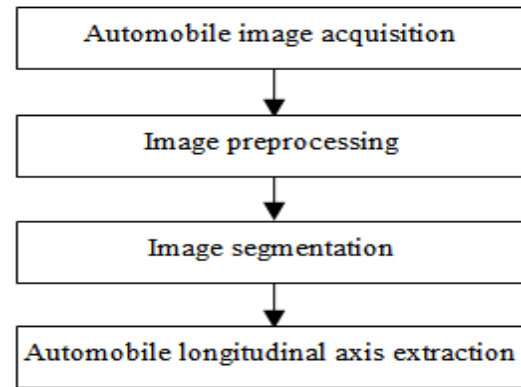 Automobile image acquisition
Image preprocessing
Image segmentation
Automobile longitudinal axis extraction